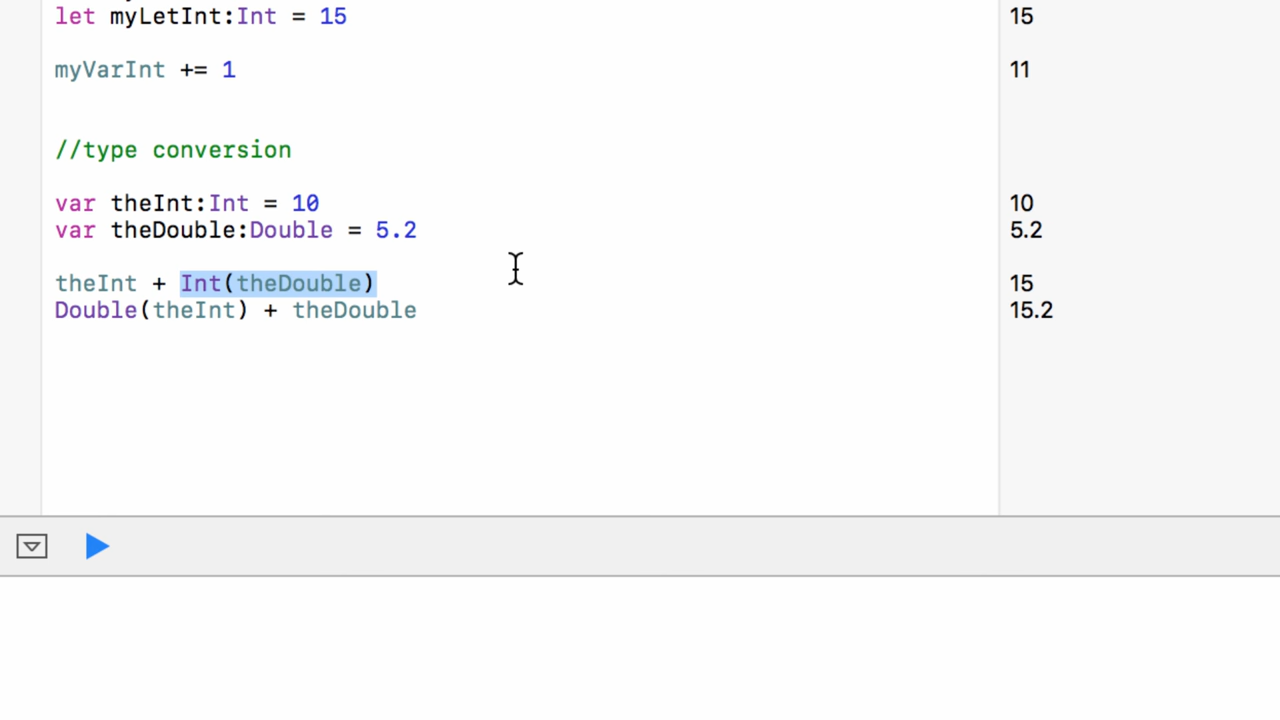 let myLetInt:Int = 15 15
myVarInt += 1 11
//type conversion
var theInt:Int = 10 10
var theDouble:Double = 5.2 5.2
theInt + Int(theDouble) 15
Double(theInt) + theDouble 15.2